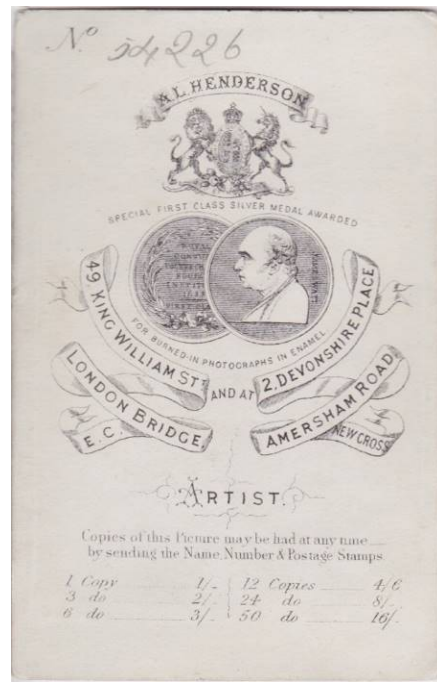 No. 54226
A.L. HENDERSON
SPECIAL FIRST CLASS SILVER MEDAL AWARDED
FOR BURNED-IN PHOTOGRAPHS IN ENAMEL
49 KING WILLIAM ST
LONDON BRIDGE
E.C.
AND AT
2, DEVONSHIRE PLACE
AMERSHAM ROAD
NEW CROSS
ARTIST.
Copies of this Picture may be had at any time
by sending the Name, Number & Postage Stamps.
1 Copy 1/- 12 Copies 4/6
3 do 2/- 24 do 8/-
6 do 3/- 50 do 16/-